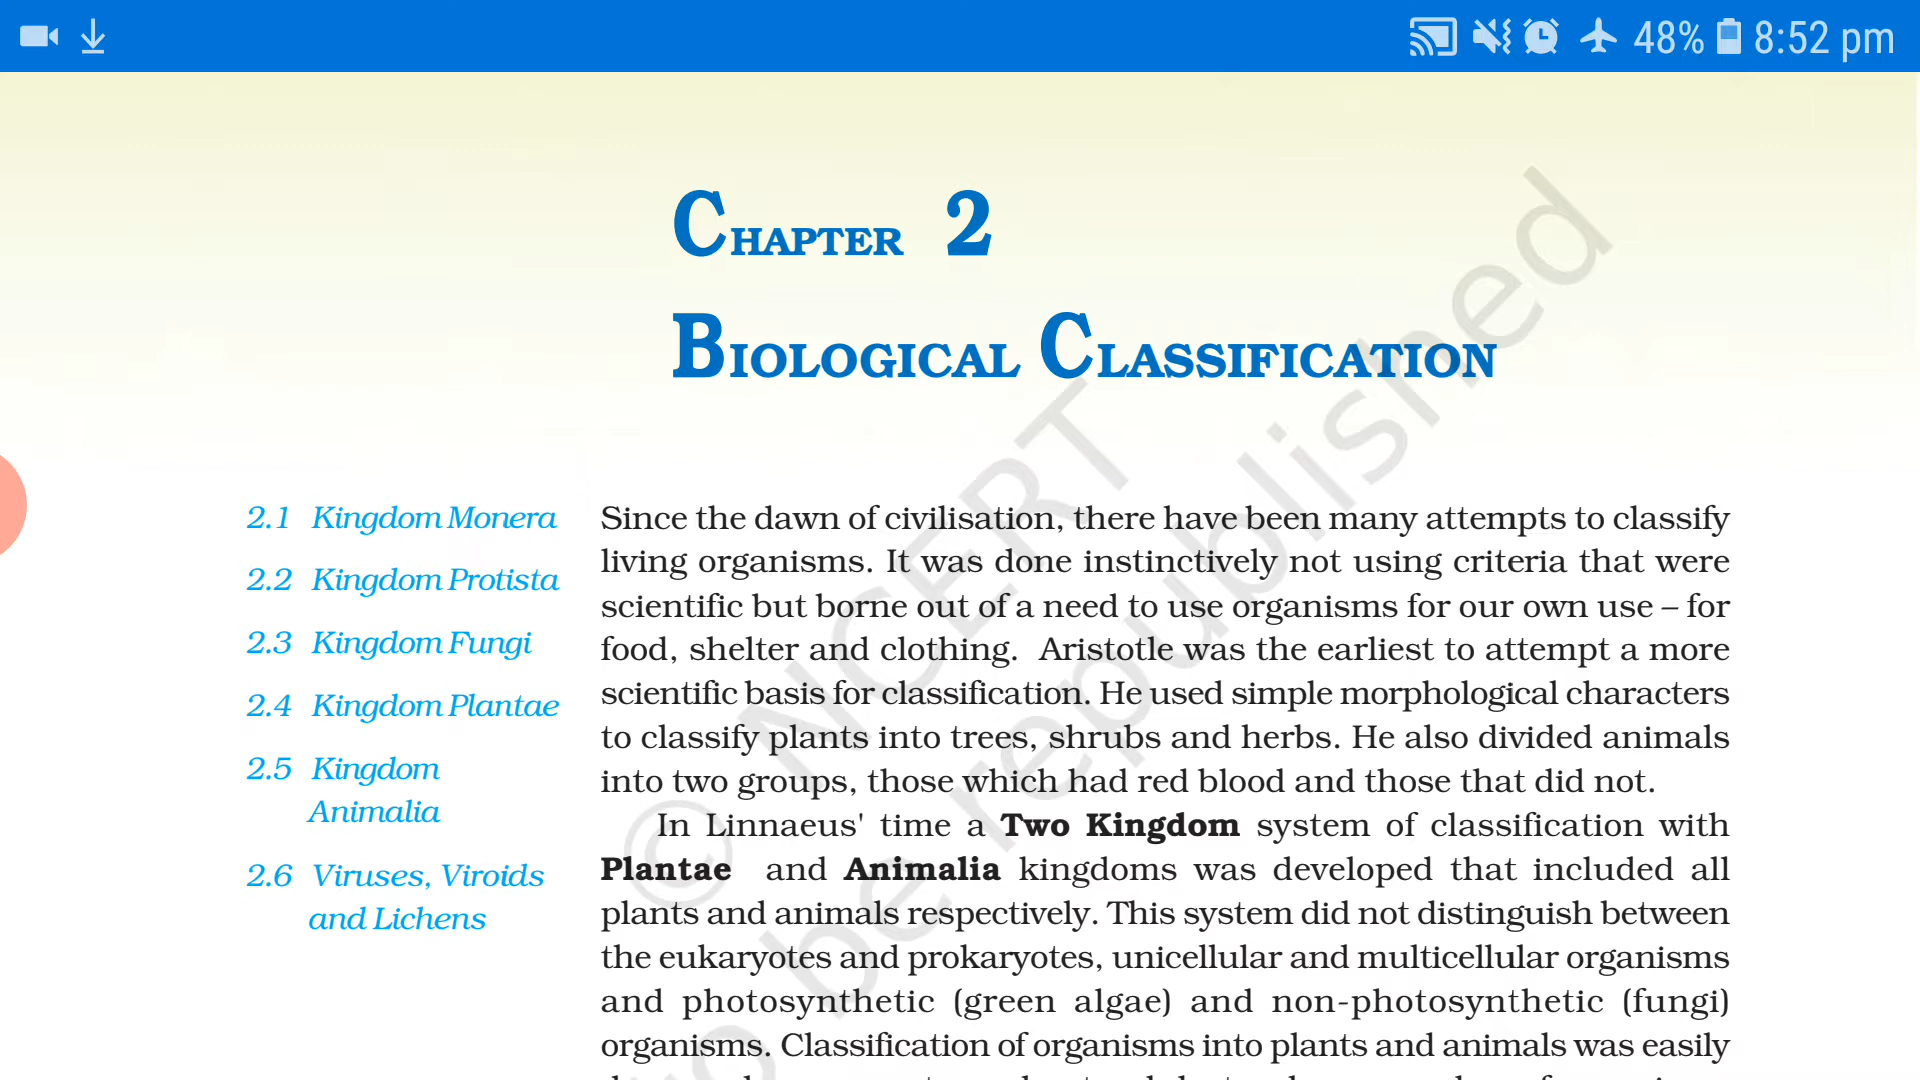 48% 8:52 pm
CHAPTER 2
BIOLOGICAL CLASSIFICATION
2.1 Kingdom Monera
2.2 Kingdom Protista
2.3 Kingdom Fungi
2.4 Kingdom Plantae
2.5 Kingdom
Animalia
2.6 Viruses, Viroids
and Lichens
Since the dawn of civilisation, there have been many attempts to classify
living organisms. It was done instinctively not using criteria that were
scientific but borne out of a need to use organisms for our own use – for
food, shelter and clothing. Aristotle was the earliest to attempt a more
scientific basis for classification. He used simple morphological characters
to classify plants into trees, shrubs and herbs. He also divided animals
into two groups, those which had red blood and those that did not.
In Linnaeus' time a Two Kingdom system of classification with
Plantae and Animalia kingdoms was developed that included all
plants and animals respectively. This system did not distinguish between
the eukaryotes and prokaryotes, unicellular and multicellular organisms
and photosynthetic (green algae) and non-photosynthetic (fungi)
organisms. Classification of organisms into plants and animals was easily
© NCERT
to be republished